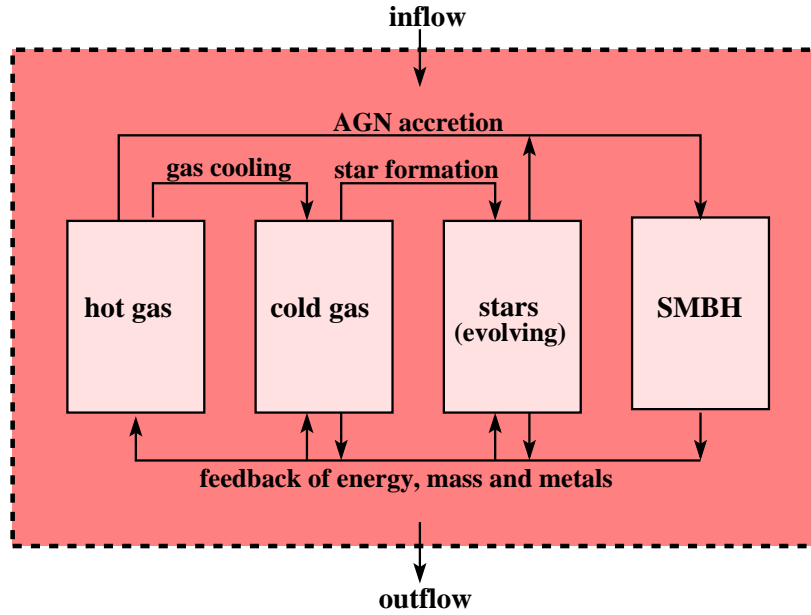 inflow
AGN accretion
gas cooling
star formation
hot gas
cold gas
stars
(evolving)
SMBH
feedback of energy, mass and metals
outflow